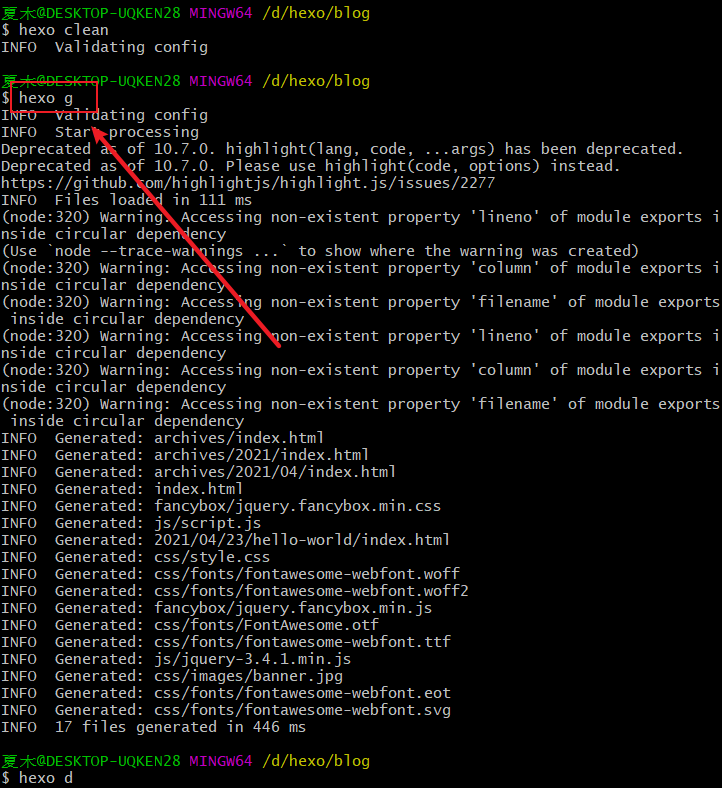 夏木@DESKTOP-UQKEN28 MINGW64 /d/hexo/blog
$ hexo clean
INFO  Validating config
夏木@DESKTOP-UQKEN28 MINGW64 /d/hexo/blog
$ hexo g
INFO  Validating config
INFO  Start processing
Deprecated as of 10.7.0. highlight(lang, code, ...args) has been deprecated.
Deprecated as of 10.7.0. Please use highlight(code, options) instead.
https://github.com/highlightjs/highlight.js/issues/2277
INFO  Files loaded in 111 ms
(node:320) Warning: Accessing non-existent property 'lineno' of module exports i
nside circular dependency
(Use `node --trace-warnings ...` to show where the warning was created)
(node:320) Warning: Accessing non-existent property 'column' of module exports i
nside circular dependency
(node:320) Warning: Accessing non-existent property 'filename' of module exports
 inside circular dependency
(node:320) Warning: Accessing non-existent property 'lineno' of module exports i
nside circular dependency
(node:320) Warning: Accessing non-existent property 'column' of module exports i
nside circular dependency
(node:320) Warning: Accessing non-existent property 'filename' of module exports
 inside circular dependency
INFO  Generated: archives/index.html
INFO  Generated: archives/2021/index.html
INFO  Generated: archives/2021/04/index.html
INFO  Generated: index.html
INFO  Generated: fancybox/jquery.fancybox.min.css
INFO  Generated: js/script.js
INFO  Generated: 2021/04/23/hello-world/index.html
INFO  Generated: css/style.css
INFO  Generated: css/fonts/fontawesome-webfont.woff
INFO  Generated: css/fonts/fontawesome-webfont.woff2
INFO  Generated: fancybox/jquery.fancybox.min.js
INFO  Generated: css/fonts/FontAwesome.otf
INFO  Generated: css/fonts/fontawesome-webfont.ttf
INFO  Generated: js/jquery-3.4.1.min.js
INFO  Generated: css/images/banner.jpg
INFO  Generated: css/fonts/fontawesome-webfont.eot
INFO  Generated: css/fonts/fontawesome-webfont.svg
INFO  17 files generated in 446 ms
夏木@DESKTOP-UQKEN28 MINGW64 /d/hexo/blog
$ hexo d